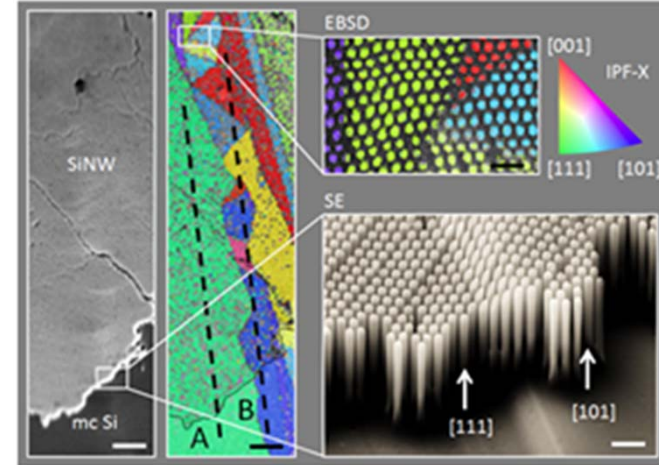 EBSD
[001]
IPF-X
[111]
[101]
SiNW
SE
mc Si
A
B
[111]
[101]